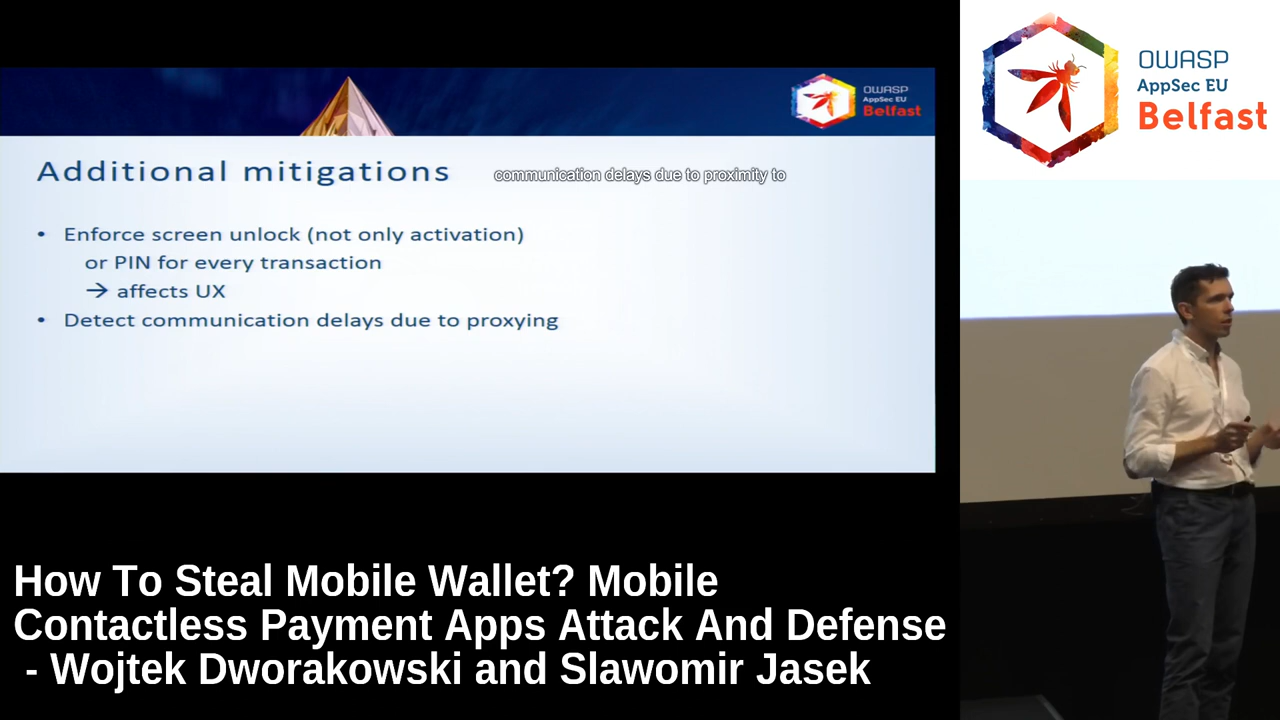 OWASP
AppSec EU
Belfast
Additional mitigations
communication delays due to proximity to
• Enforce screen unlock (not only activation)
or PIN for every transaction
→ affects UX
• Detect communication delays due to proxying
OWASP
AppSec EU
Belfast
How To Steal Mobile Wallet? Mobile
Contactless Payment Apps Attack And Defense
- Wojtek Dworakowski and Slawomir Jasek